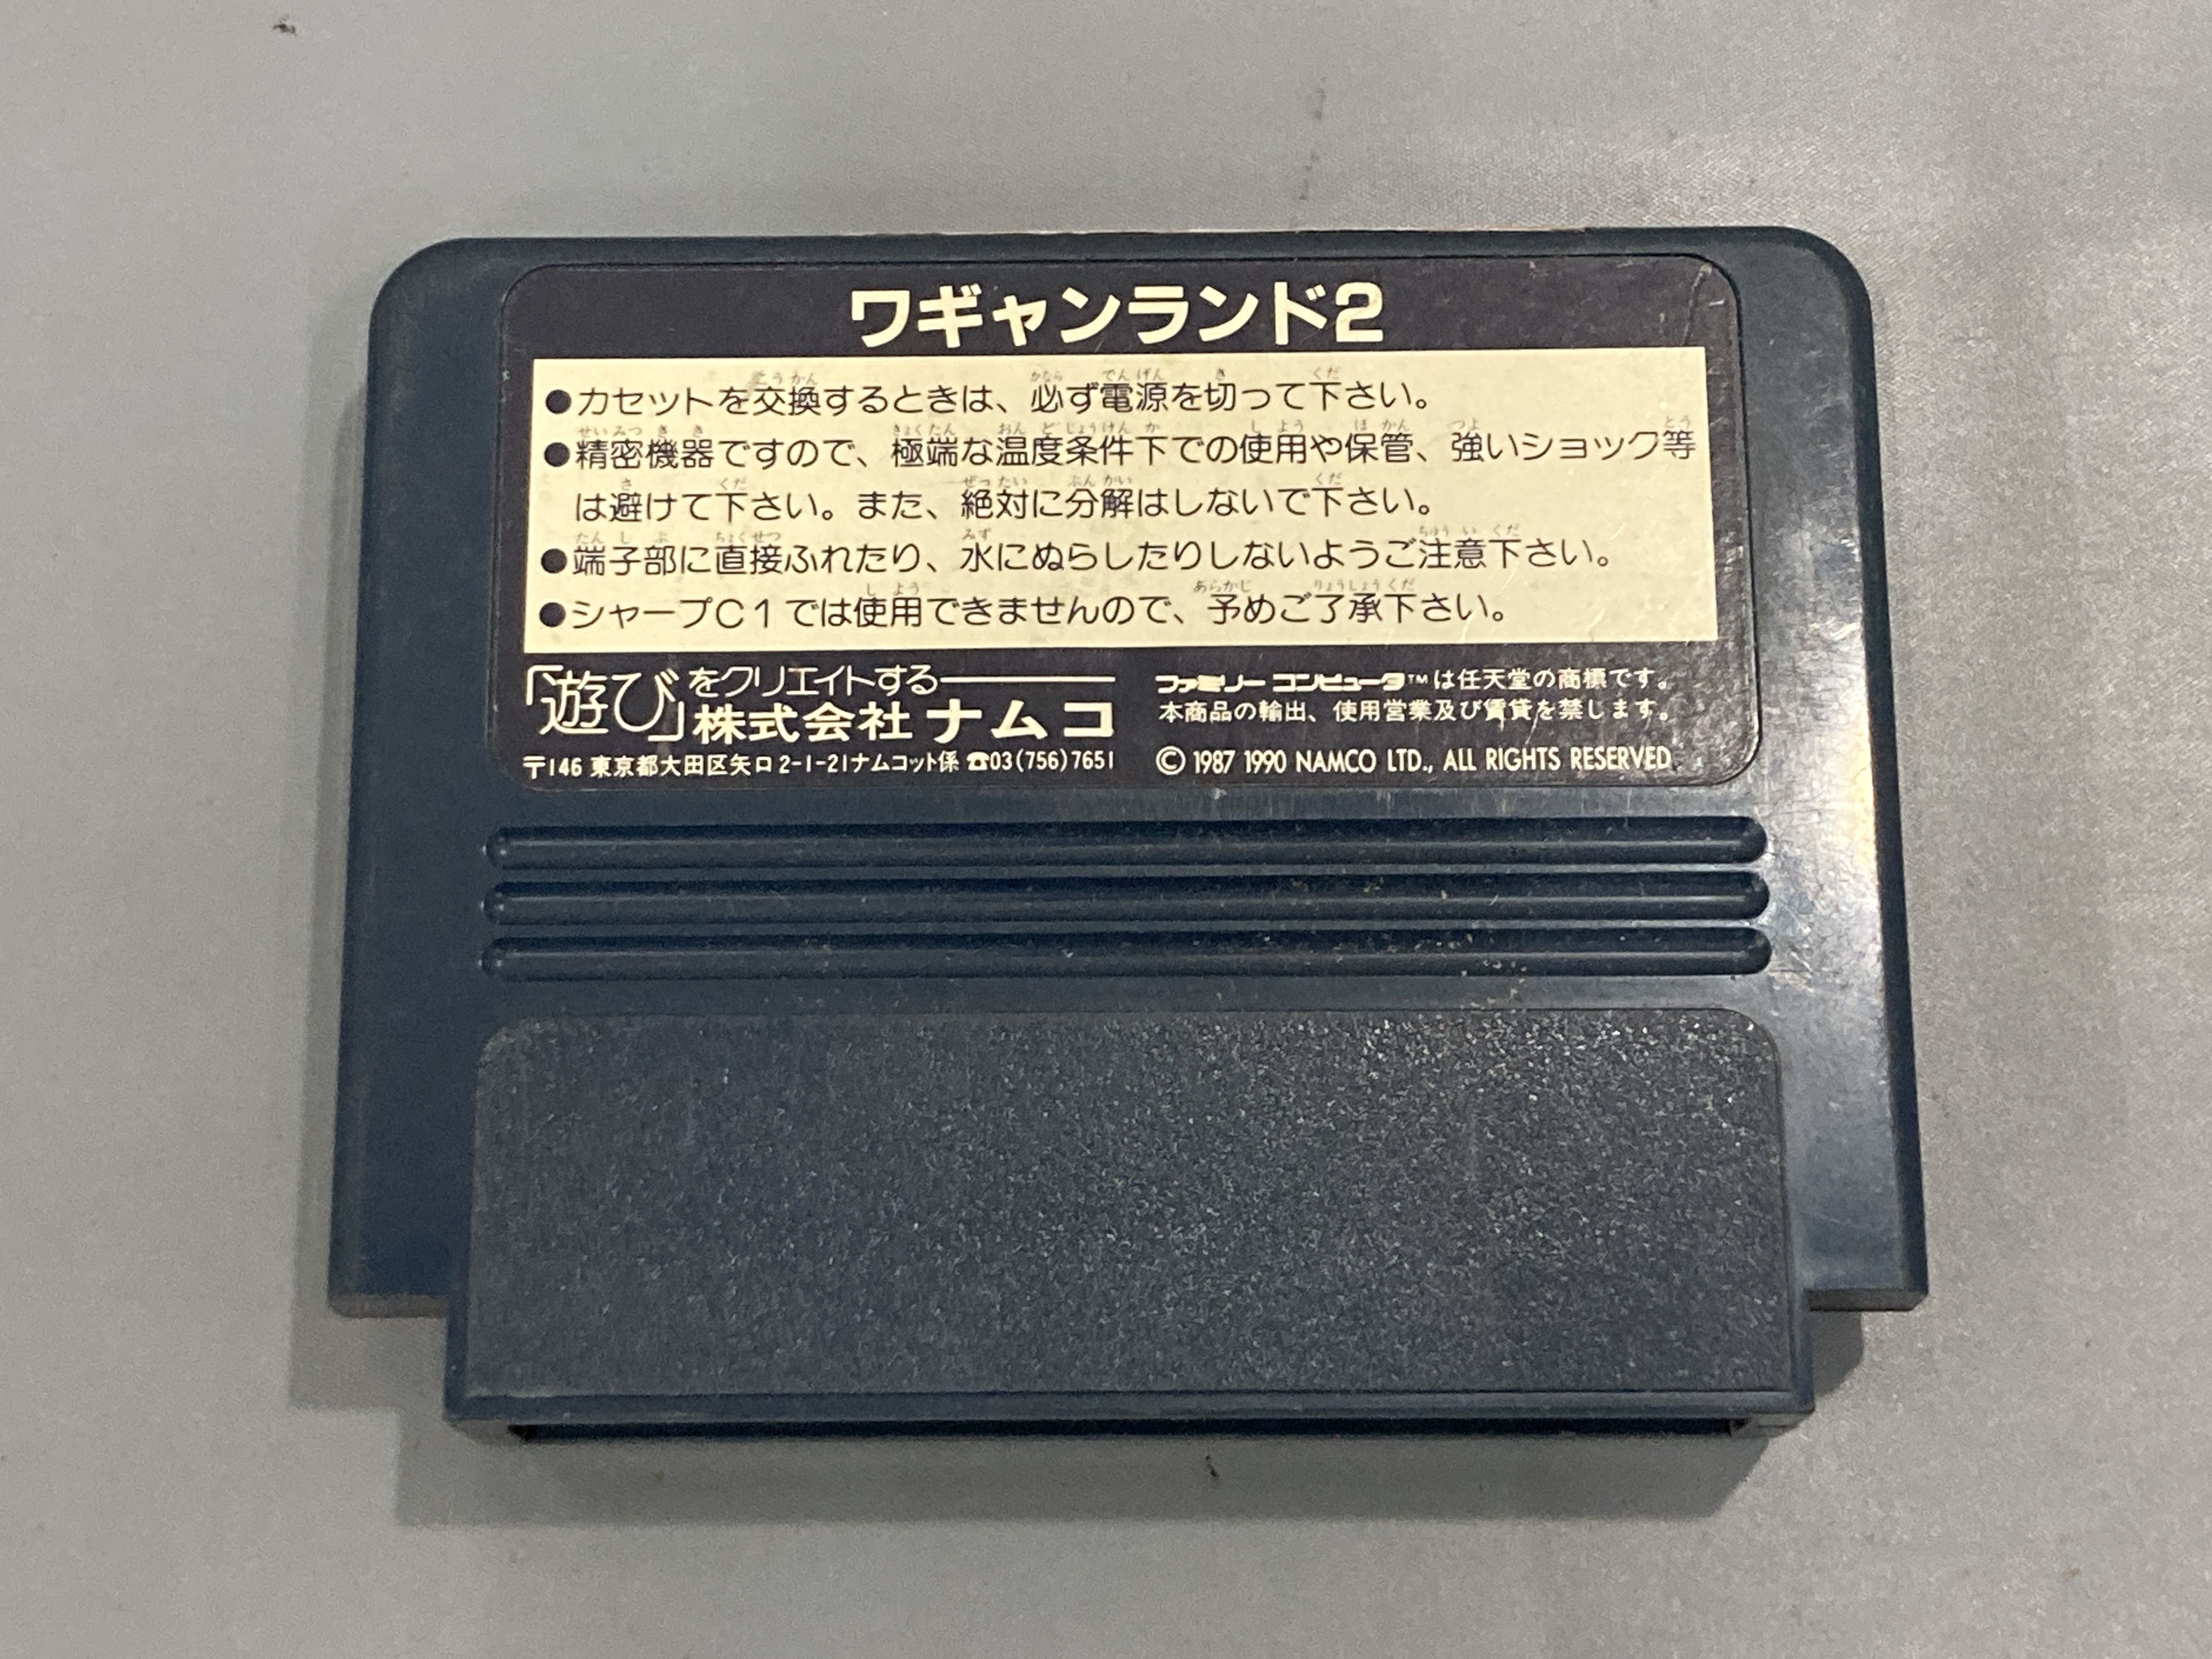 ワギャンランド2
●カセットを交換するときは、必ず電源を切って下さい。
●精密機器ですので、極端な温度条件下での使用や保管、強いショック等
は避けて下さい。また、絶対に分解はしないで下さい。
●端子部に直接ふれたり、水にぬらしたりしないようご注意下さい。
●シャープC1では使用できませんので、予めご了承下さい。
「遊び」をクリエイトする
株式会社ナムコ
〒146 東京都大田区矢口2-1-21ナムコット係 ☎03(756)7651
ファミリーコンピュータ™は任天堂の商標です。
本商品の輸出、使用営業及び賃貸を禁じます。
© 1987 1990 NAMCO LTD., ALL RIGHTS RESERVED.